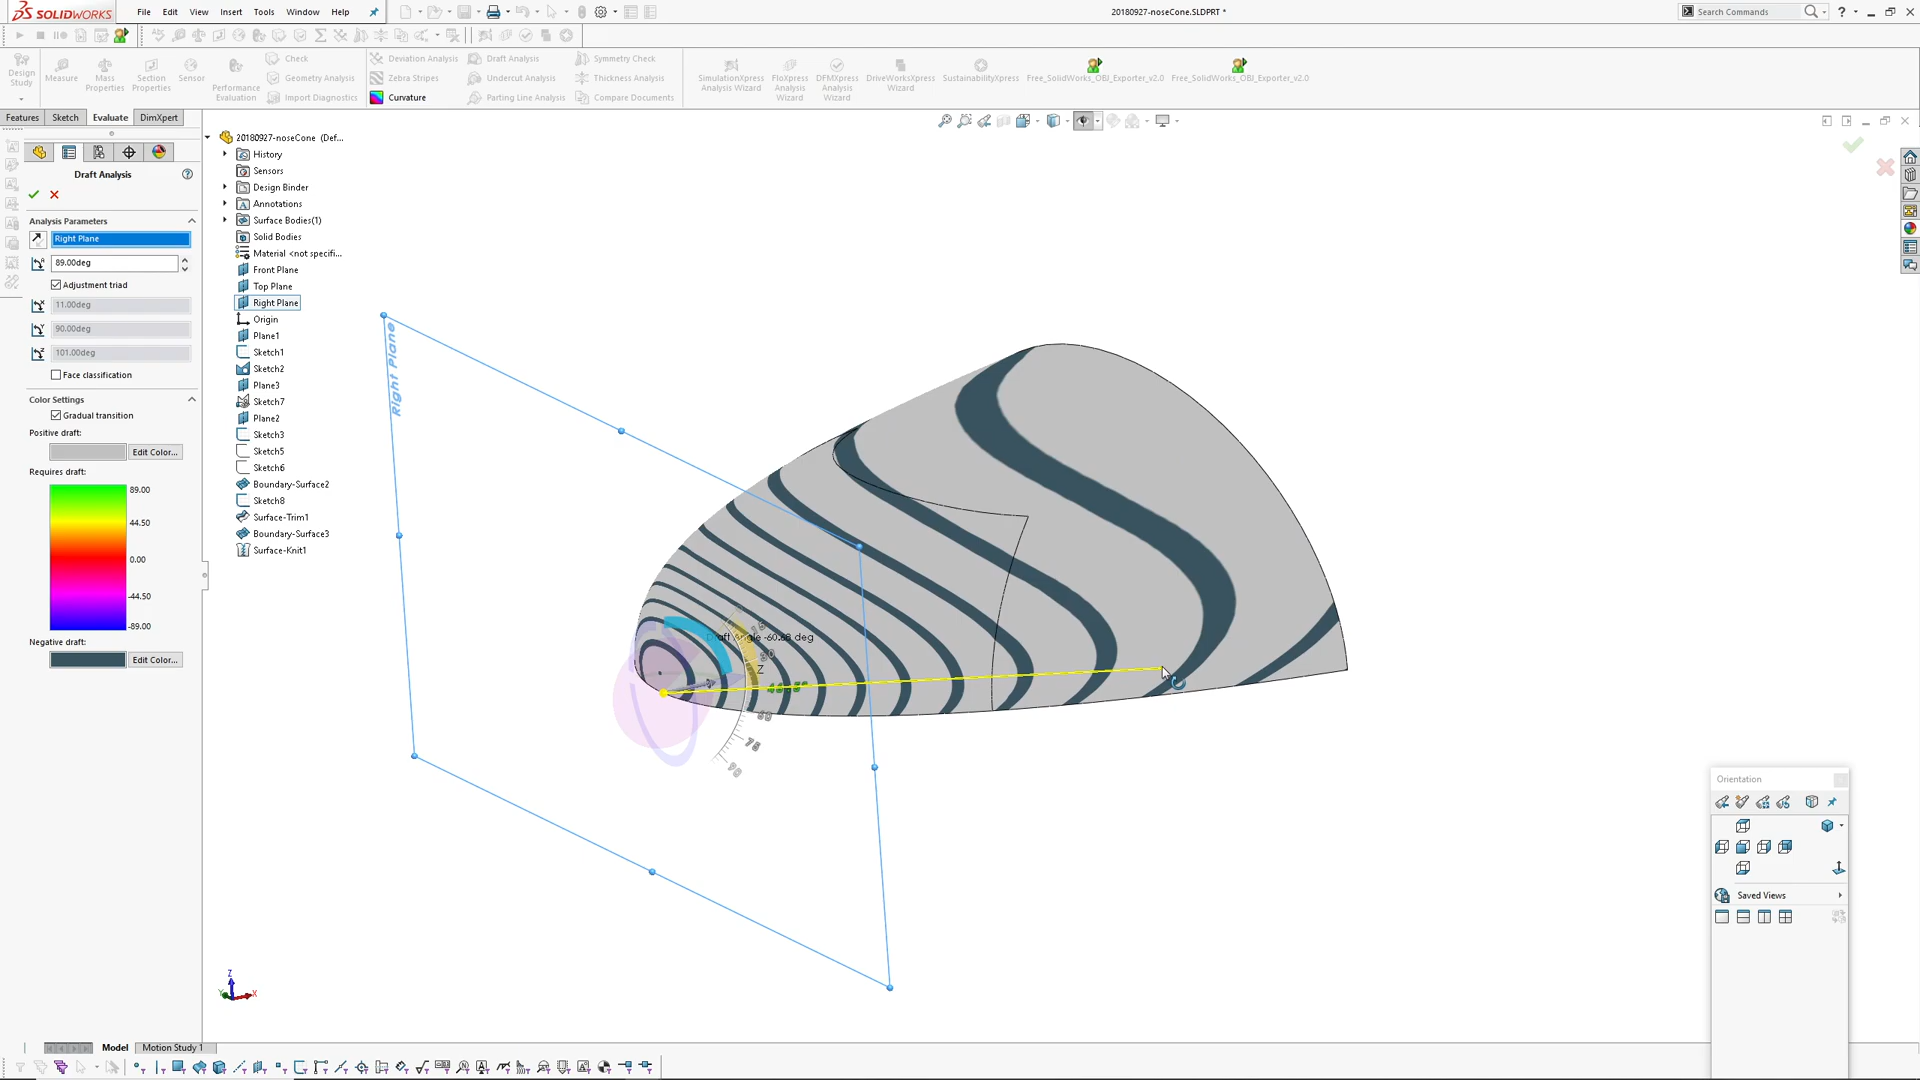 SOLIDWORKS
File Edit View Insert Tools Window Help
20180927-noseCone.SLDPRT *
Search Commands
Design Study
Measure
Mass Properties
Section Properties
Sensor
Performance Evaluation
Check
Geometry Analysis
Import Diagnostics
Deviation Analysis
Zebra Stripes
Curvature
Draft Analysis
Undercut Analysis
Parting Line Analysis
Symmetry Check
Thickness Analysis
Compare Documents
SimulationXpress Analysis Wizard
FloXpress Analysis Wizard
DFMXpress Analysis Wizard
DriveWorksXpress Wizard
SustainabilityXpress
Free_SolidWorks_OBJ_Exporter_v2.0
Free_SolidWorks_OBJ_Exporter_v2.0
Features Sketch Evaluate DimXpert
Draft Analysis
Analysis Parameters
Right Plane
89.00deg
Adjustment triad
11.00deg
90.00deg
101.00deg
Face classification
Color Settings
Gradual transition
Positive draft:
Edit Color...
Requires draft:
89.00
44.50
0.00
-44.50
-89.00
Negative draft:
Edit Color...
20180927-noseCone (Def...
History
Sensors
Design Binder
Annotations
Surface Bodies(1)
Solid Bodies
Material <not specifi...
Front Plane
Top Plane
Right Plane
Origin
Plane1
Sketch1
Sketch2
Plane3
Sketch7
Plane2
Sketch3
Sketch5
Sketch6
Boundary-Surface2
Sketch8
Surface-Trim1
Boundary-Surface3
Surface-Knit1
Right Plane
Z
75
90
Z
Y
X
Orientation
Saved Views
Model Motion Study 1